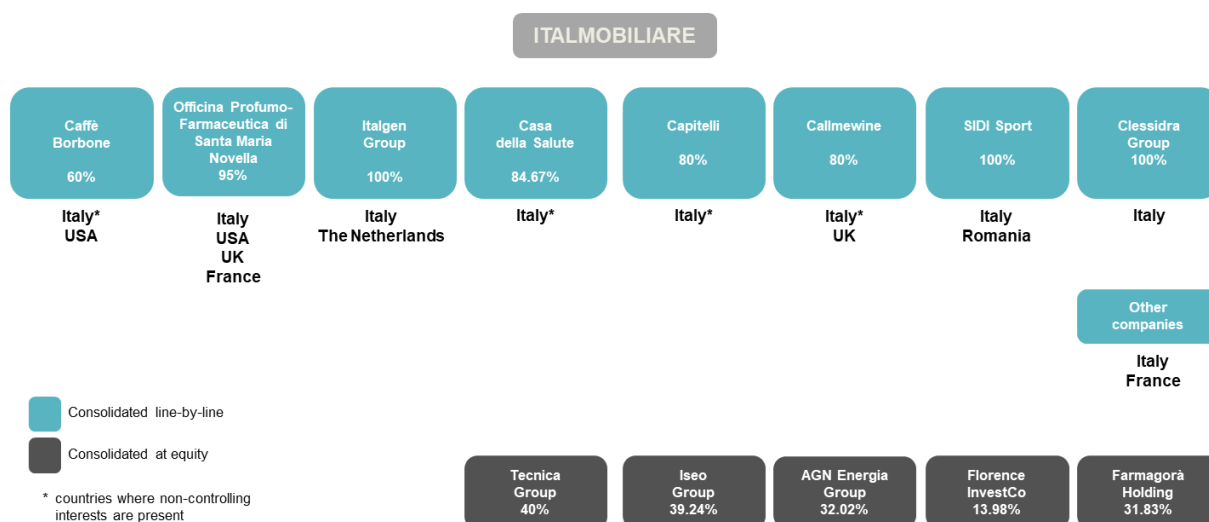 ITALMOBILIARE
Caffè
Borbone
60%
Italy*
USA
Officina Profumo-
Farmaceutica di
Santa Maria
Novella
95%
Italy
USA
UK
France
Italgen
Group
100%
Italy
The Netherlands
Casa
della Salute
84.67%
Italy*
Capitelli
80%
Italy*
Callmewine
80%
Italy*
UK
SIDI Sport
100%
Italy
Romania
Clessidra
Group
100%
Italy
Other
companies
Italy
France
Consolidated line-by-line
Consolidated at equity
* countries where non-controlling
interests are present
Tecnica
Group
40%
Iseo
Group
39.24%
AGN Energia
Group
32.02%
Florence
InvestCo
13.98%
Farmagorà
Holding
31.83%